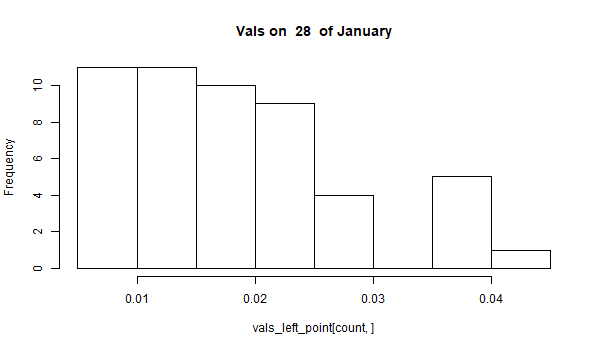 Vals on 28 of January
Frequency
10
8
6
4
2
0
0.01 0.02 0.03 0.04
vals_left_point[count, ]